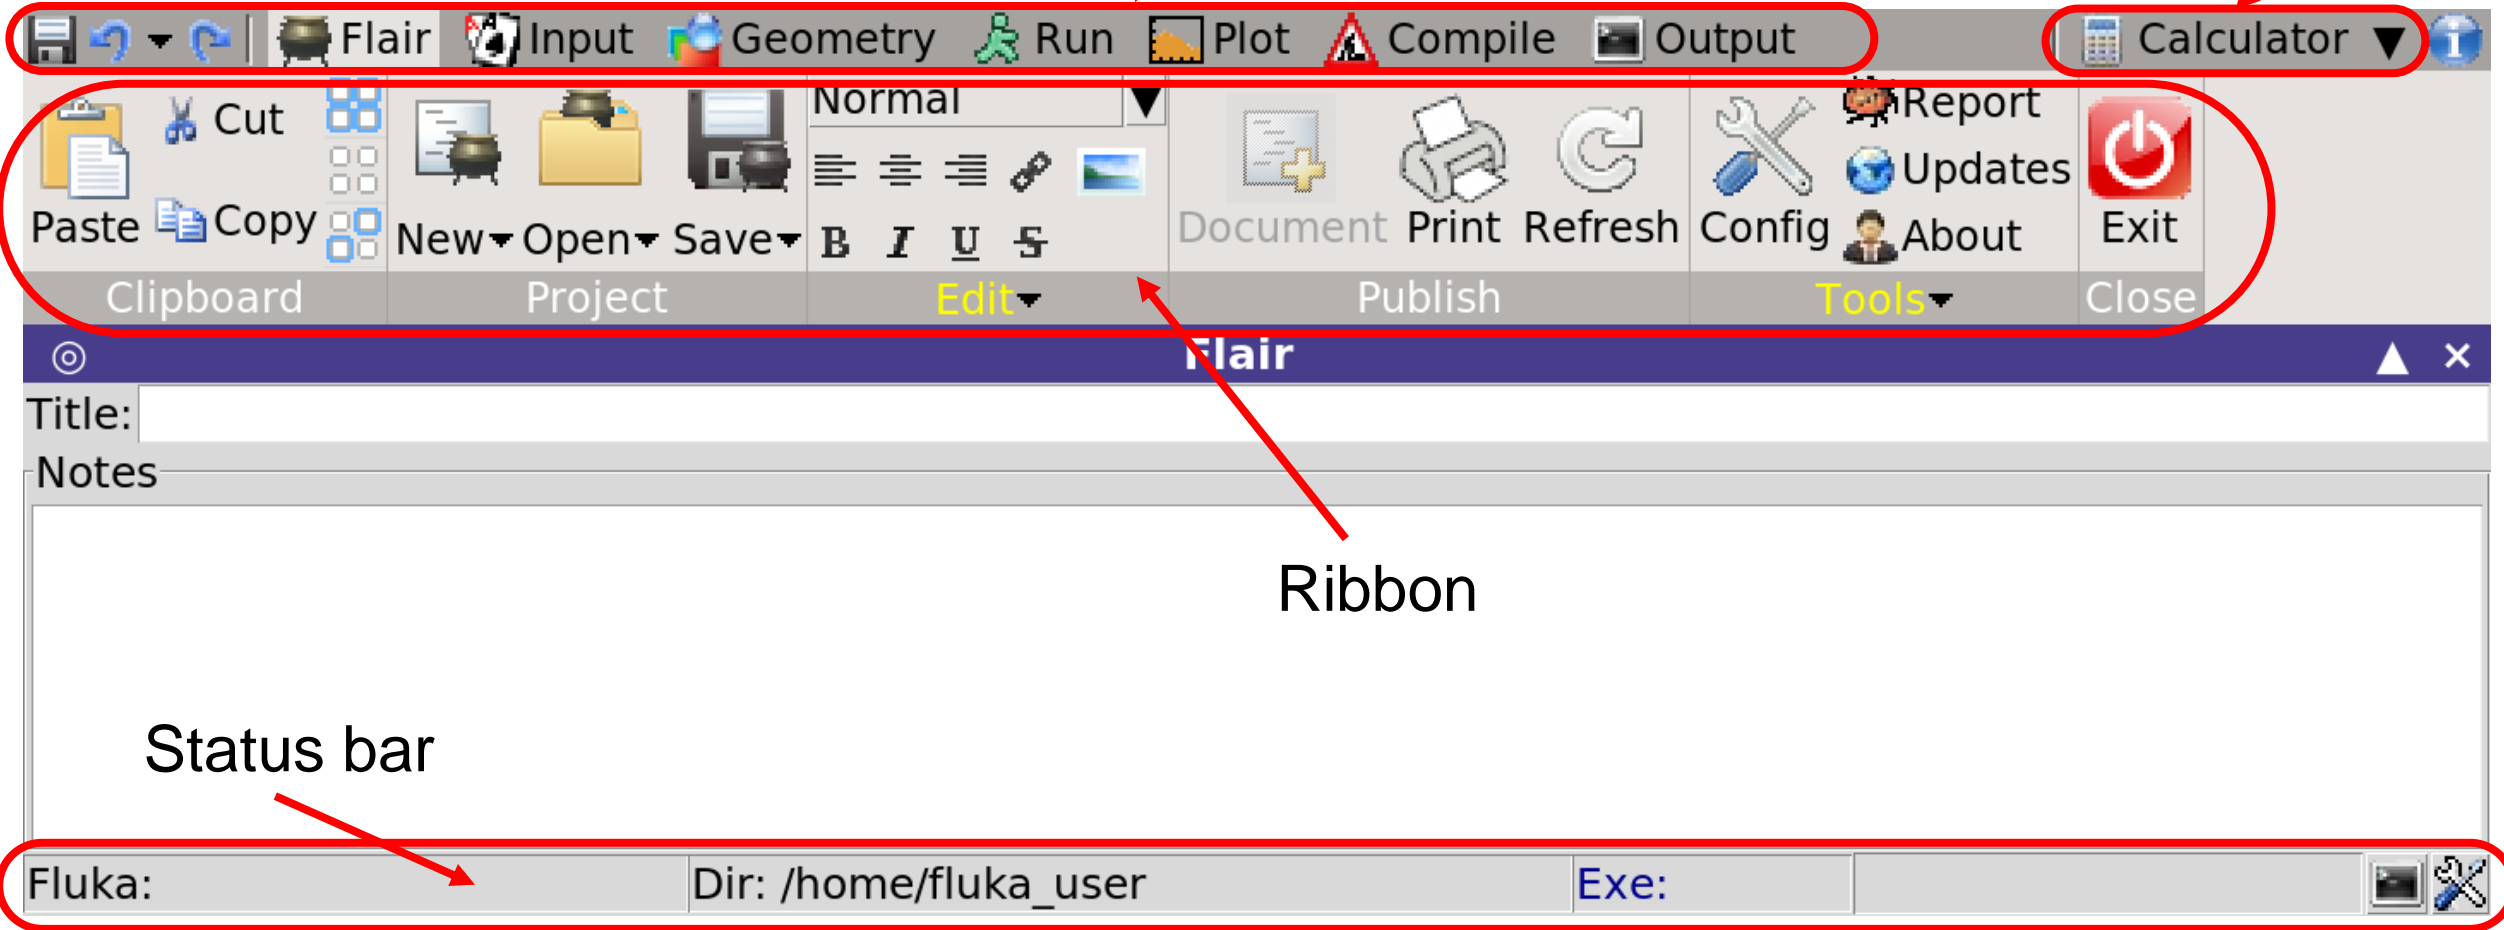 Flair Input Geometry Run Plot Compile Output Calculator
Normal
Cut
Report
Updates
Copy
Paste
New Open Save
B I U S
Document Print Refresh Config
About
Exit
Clipboard Project Edit Publish Tools Close
Flair
Title:
Notes
Ribbon
Status bar
Fluka: Dir: /home/fluka_user Exe: